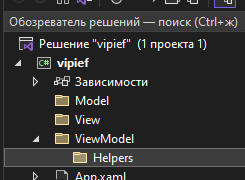 Обозреватель решений — поиск (Ctrl+ж)
Решение "vipief" (1 проекта 1)
C# vipief
Зависимости
Model
View
ViewModel
Helpers
App.xaml